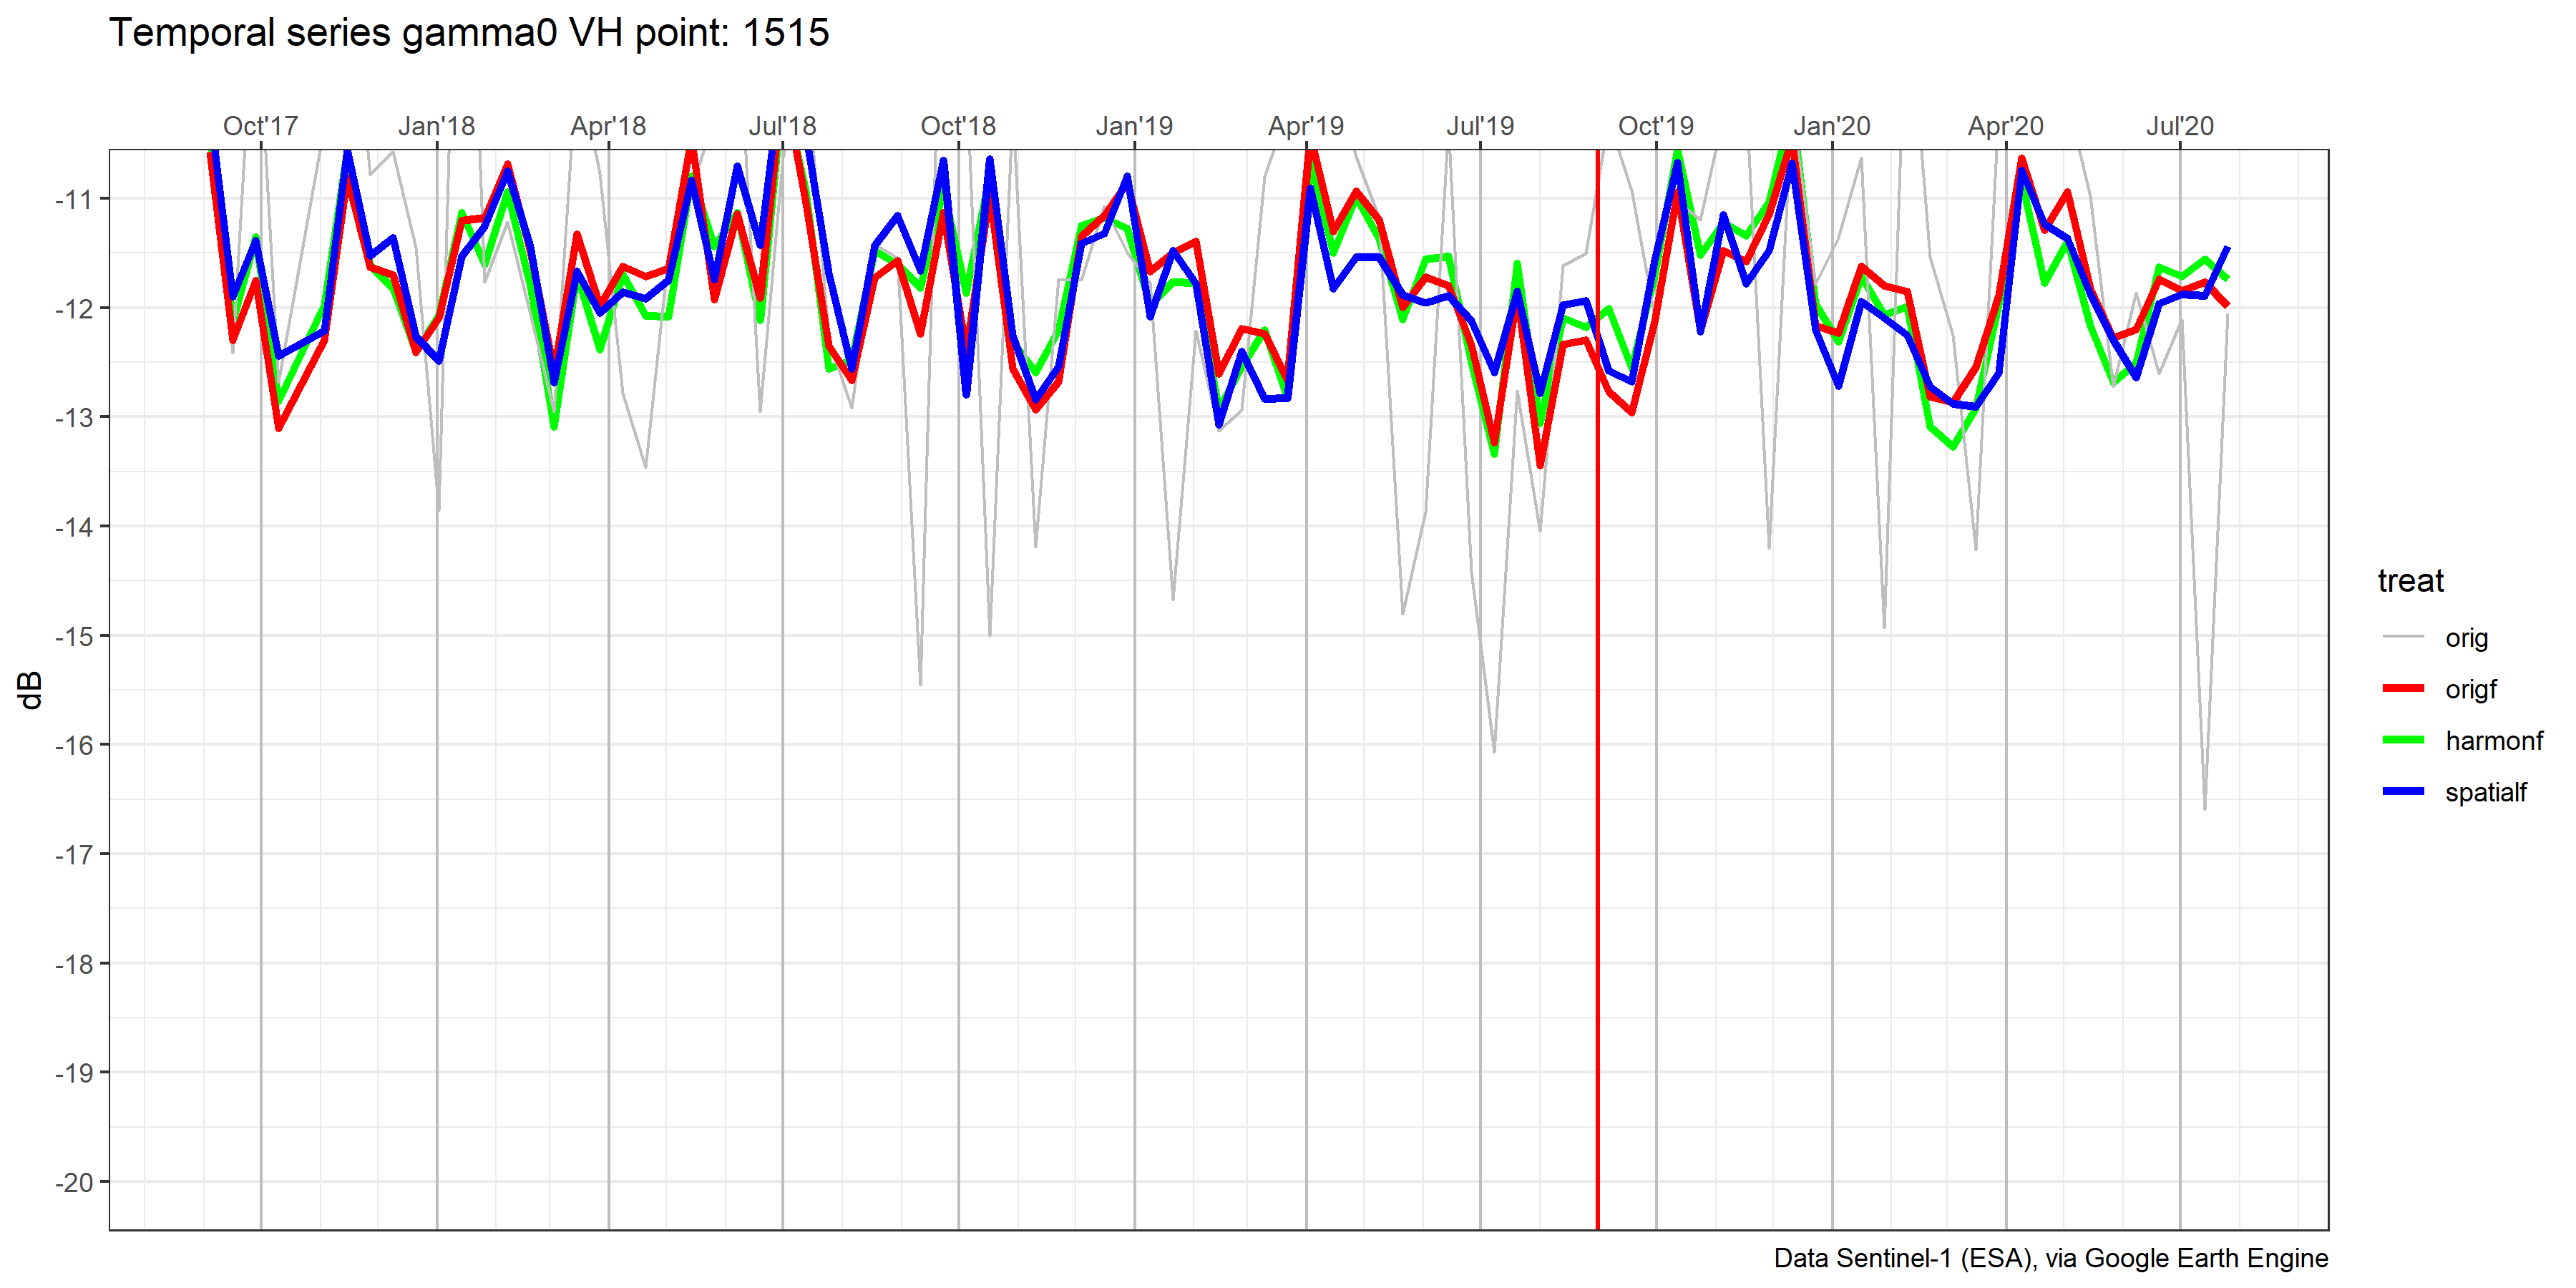 Temporal series gamma0 VH point: 1515
Oct'17 Jan'18 Apr'18 Jul'18 Oct'18 Jan'19 Apr'19 Jul'19 Oct'19 Jan'20 Apr'20 Jul'20
-11
-12
-13
-14
-15
-16
-17
-18
-19
-20
dB
treat
orig
origf
harmonf
spatialf
Data Sentinel-1 (ESA), via Google Earth Engine